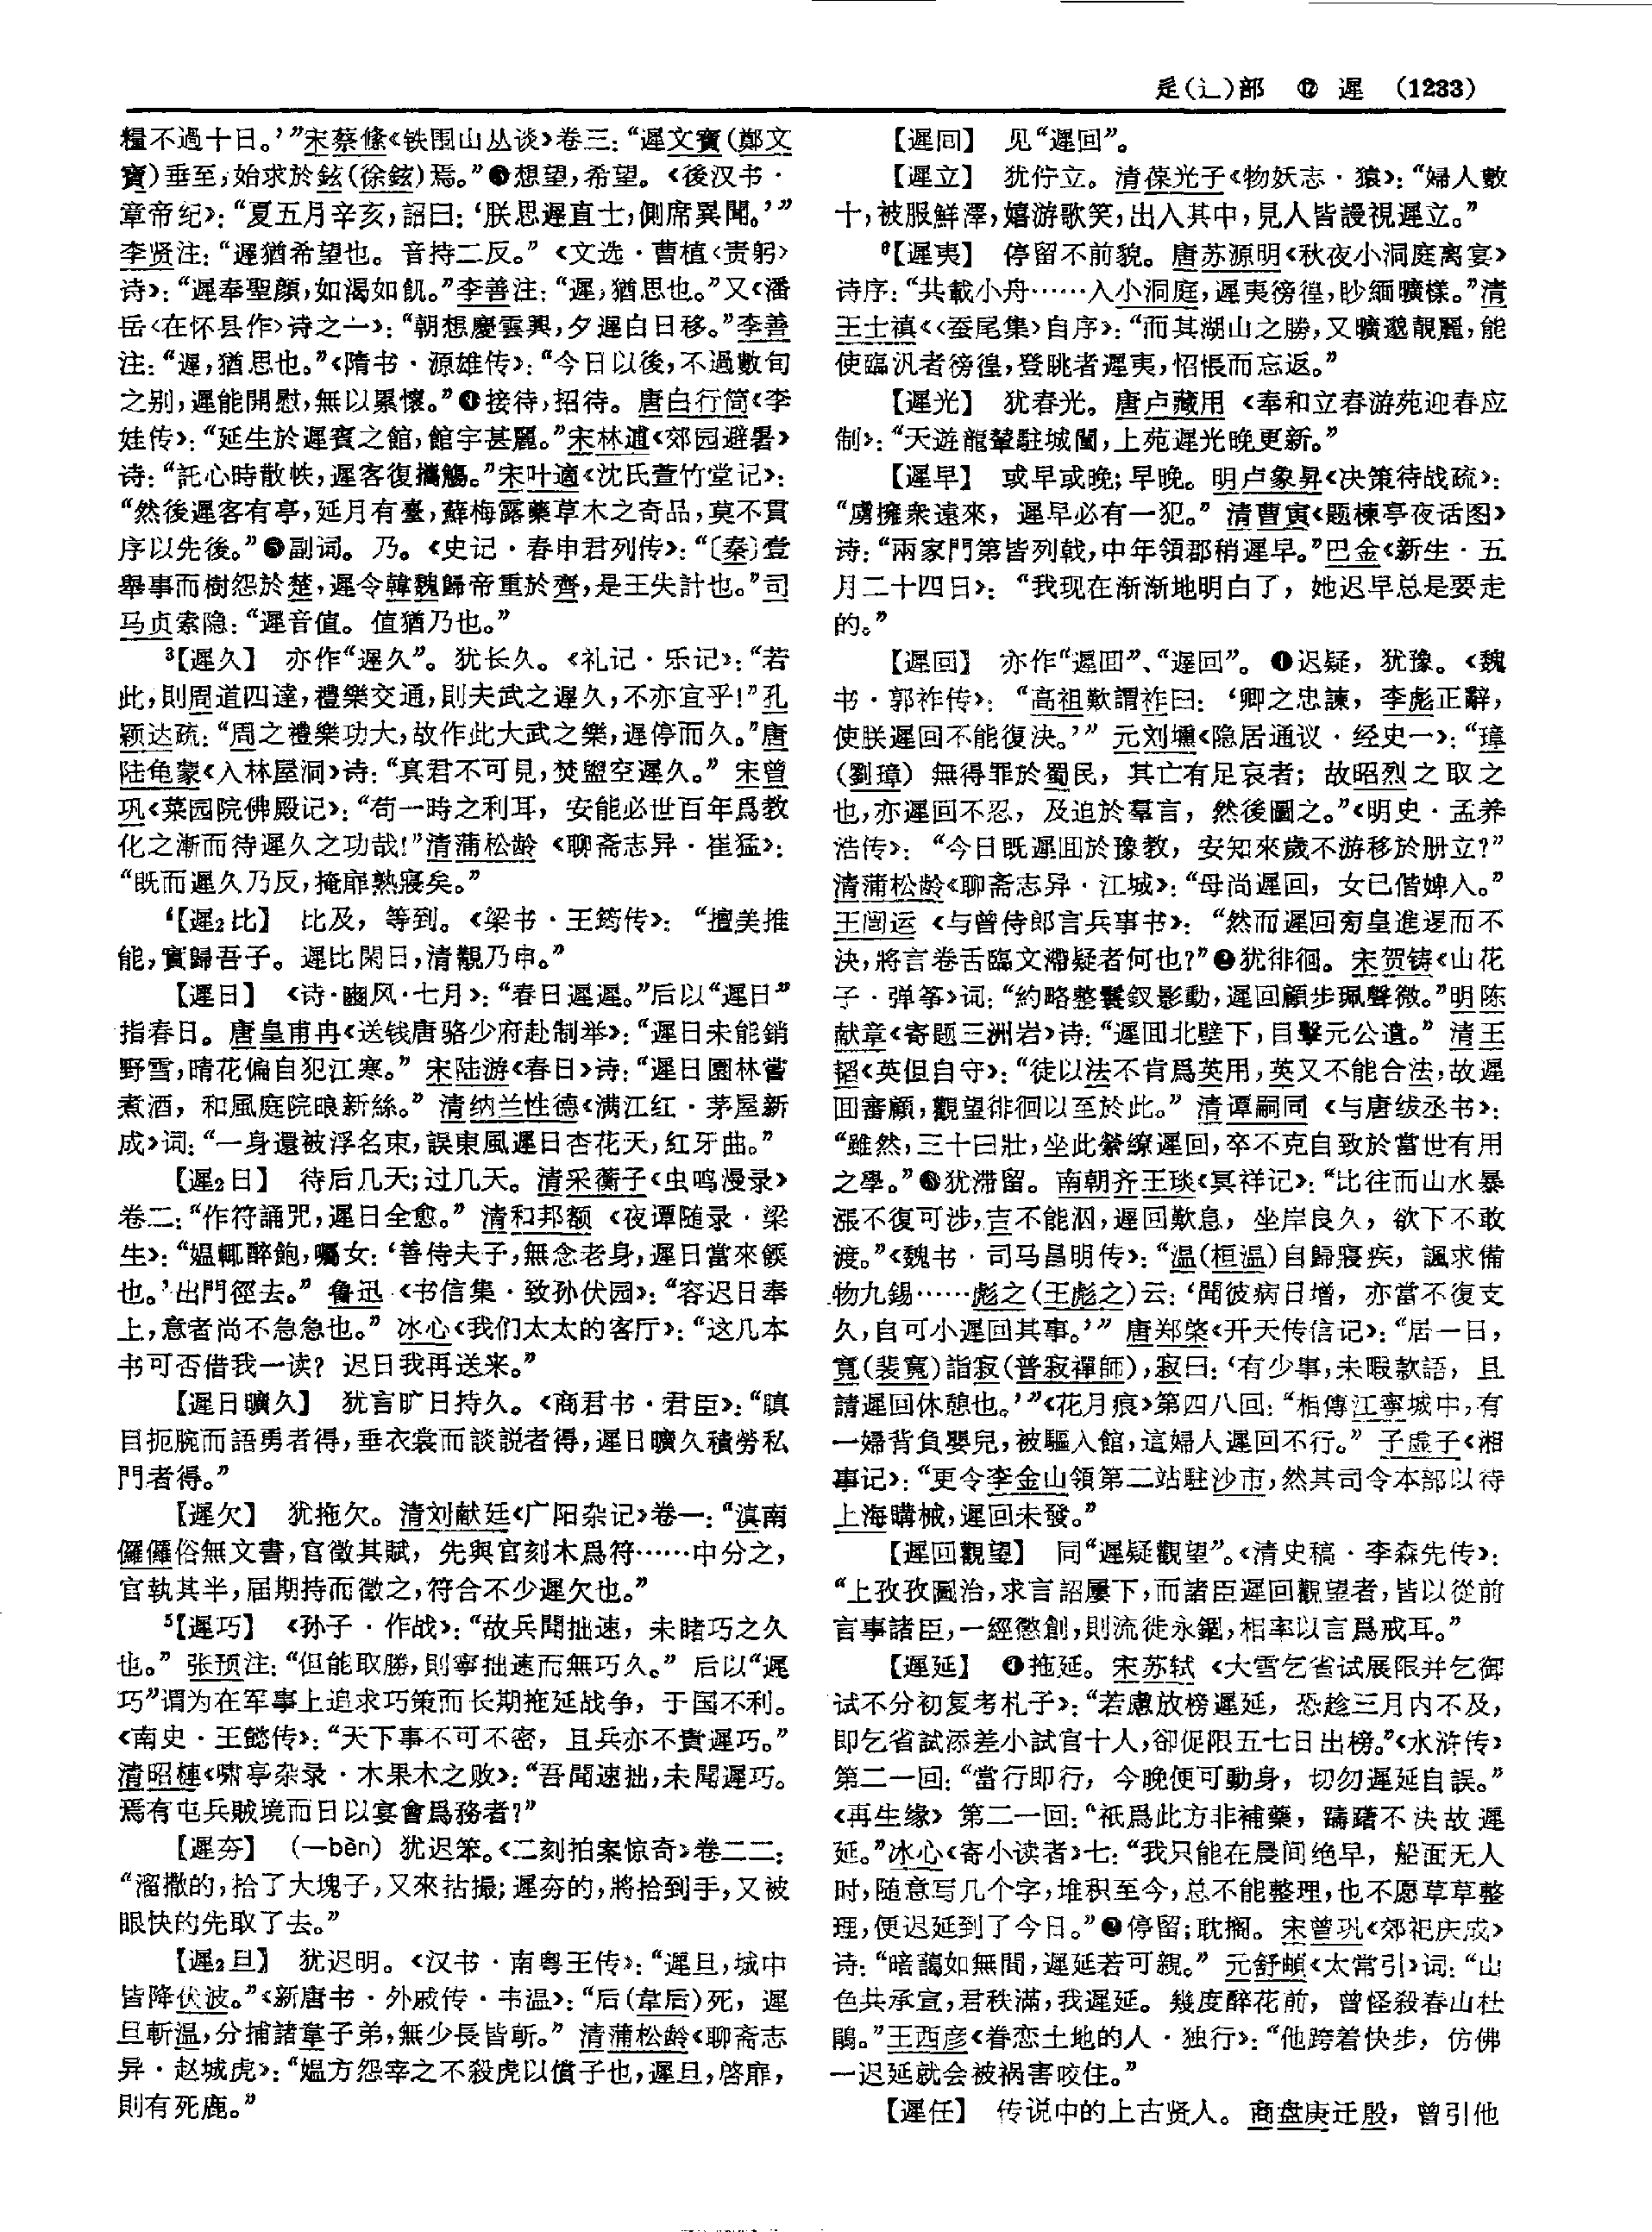 辵(辶)部 ⑫ 遲 (1233)
糧不過十日。’”宋蔡絛《铁围山丛谈》卷三：“遲文寶(鄭文
寶)垂至，始求於鉉(徐鉉)焉。”❸想望，希望。《後汉书·
章帝纪》：“夏五月辛亥，詔曰：‘朕思遲直士，側席異聞。’”
李贤注：“遲猶希望也。音持二反。”《文选·曹植〈责躬〉
诗》：“遲奉聖顔，如渴如飢。”李善注：“遲，猶思也。”又《潘
岳〈在怀县作〉诗之一》：“朝想慶雲興，夕遲白日移。”李善
注：“遲，猶思也。”《隋书·源雄传》：“今日以後，不過數旬
之别，遲能開慰，無以累懷。”❹接待，招待。唐白行简《李
娃传》：“延生於遲賓之館，館宇甚麗。”宋林逋《郊园避暑》
诗：“託心時散帙，遲客復攜觴。”宋叶適《沈氏萱竹堂记》：
“然後遲客有亭，延月有臺，蘚梅露藥草木之奇品，莫不貫
序以先後。”❺副词。乃。《史记·春申君列传》：“〔秦〕壹
舉事而樹怨於楚，遲令韓魏歸帝重於齊，是王失計也。”司
马贞索隐：“遲音值。值猶乃也。”
³【遲久】 亦作“遟久”。犹长久。《礼记·乐记》：“若
此，則周道四達，禮樂交通，則夫武之遲久，不亦宜乎！”孔
颖达疏：“周之禮樂功大，故作此大武之樂，遲停而久。”唐
陆龟蒙《入林屋洞》诗：“真君不可見，焚盥空遲久。”宋曾
巩《菜园院佛殿记》：“苟一時之利耳，安能必世百年爲教
化之漸而待遲久之功哉！”清蒲松龄《聊斋志异·崔猛》：
“既而遲久乃反，掩扉熟寢矣。”
⁴【遲₂比】 比及，等到。《梁书·王筠传》：“擅美推
能，實歸吾子。遲比閑日，清覯乃申。”
【遲日】 《诗·豳风·七月》：“春日遲遲。”后以“遲日”
指春日。唐皇甫冉《送钱唐骆少府赴制举》：“遲日未能銷
野雪，晴花偏自犯江寒。”宋陆游《春日》诗：“遲日園林嘗
煮酒，和風庭院㫰新絲。”清纳兰性德《满江红·茅屋新
成》词：“一身還被浮名束，誤東風遲日杏花天，紅牙曲。”
【遲₂日】 待后几天；过几天。清采蘅子《虫鸣漫录》
卷二：“作符誦咒，遲日全愈。”清和邦额《夜谭随录·梁
生》：“媪輒醉飽，囑女：‘善侍夫子，無念老身，遲日當來餪
也。’出門徑去。”鲁迅《书信集·致孙伏园》：“容迟日奉
上，意者尚不急急也。”冰心《我们太太的客厅》：“这几本
书可否借我一读？迟日我再送来。”
【遲日曠久】 犹言旷日持久。《商君书·君臣》：“瞋
目扼腕而語勇者得，垂衣裳而談説者得，遲日曠久積勞私
門者得。”
【遲欠】 犹拖欠。清刘献廷《广阳杂记》卷一：“滇南
儸儸俗無文書，官徵其賦，先與官刻木爲符……中分之，
官執其半，屆期持而徵之，符合不少遲欠也。”
⁵【遲巧】 《孙子·作战》：“故兵聞拙速，未睹巧之久
也。”张预注：“但能取勝，則寧拙速而無巧久。”后以“遲
巧”谓为在军事上追求巧策而长期拖延战争，于国不利。
《南史·王懿传》：“天下事不可不密，且兵亦不貴遲巧。”
清昭槤《啸亭杂录·木果木之败》：“吾聞速拙，未聞遲巧。
焉有屯兵賊境而日以宴會爲務者？”
【遲夯】 (—bèn) 犹迟笨。《二刻拍案惊奇》卷二二：
“溜撒的，拾了大塊子，又來拈撮；遲夯的，將拾到手，又被
眼快的先取了去。”
【遲₂旦】 犹迟明。《汉书·南粤王传》：“遲旦，城中
皆降伏波。”《新唐书·外戚传·韦温》：“后(韋后)死，遲
旦斬温，分捕諸韋子弟，無少長皆斬。”清蒲松龄《聊斋志
异·赵城虎》：“媪方怨宰之不殺虎以償子也，遲旦，啓扉，
則有死鹿。”
【遲囘】 见“遲回”。
【遲立】 犹伫立。清葆光子《物妖志·猿》：“婦人數
十，被服鮮澤，嬉游歌笑，出入其中，見人皆謾視遲立。”
⁶【遲夷】 停留不前貌。唐苏源明《秋夜小洞庭离宴》
诗序：“共載小舟……入小洞庭，遲夷徬徨，眇緬曠樣。”清
王士禛《〈蚕尾集〉自序》：“而其湖山之勝，又曠邈靚麗，能
使臨汎者徬徨，登眺者遲夷，怊悵而忘返。”
【遲光】 犹春光。唐卢藏用《奉和立春游苑迎春应
制》：“天遊龍輦駐城闉，上苑遲光晚更新。”
【遲早】 或早或晚；早晚。明卢象昇《决策待战疏》：
“虜擁衆遠來，遲早必有一犯。”清曹寅《题楝亭夜话图》
诗：“兩家門第皆列戟，中年領郡稍遲早。”巴金《新生·五
月二十四日》：“我现在渐渐地明白了，她迟早总是要走
的。”
【遲回】 亦作“遲囬”、“遟回”。❶迟疑，犹豫。《魏
书·郭祚传》：“高祖歎謂祚曰：‘卿之忠諫，李彪正辭，
使朕遲回不能復決。’”元刘壎《隐居通议·经史一》：“璋
(劉璋)無得罪於蜀民，其亡有足哀者；故昭烈之取之
也，亦遲回不忍，及追於羣言，然後圖之。”《明史·孟养
浩传》：“今日既遲囬於豫教，安知來歲不游移於册立？”
清蒲松龄《聊斋志异·江城》：“母尚遲回，女已偕婢入。”
王闿运《与曾侍郎言兵事书》：“然而遲回旁皇進退而不
決，將言卷舌臨文滯疑者何也？”❷犹徘徊。宋贺铸《山花
子·弹筝》词：“約略整鬟釵影動，遲回顧步珮聲微。”明陈
献章《寄题三洲岩》诗：“遲囬北壁下，目擊元公遺。”清王
韬《英但自守》：“徒以法不肯爲英用，英又不能合法，故遲
囬審顧，觀望徘徊以至於此。”清谭嗣同《与唐绂丞书》：
“雖然，三十曰壯，坐此縈繚遲回，卒不克自致於當世有用
之學。”❸犹滞留。南朝齐王琰《冥祥记》：“比往而山水暴
漲不復可涉，吉不能泅，遲回歎息，坐岸良久，欲下不敢
渡。”《魏书·司马昌明传》：“温(桓温)自歸寢疾，諷求備
物九錫……彪之(王彪之)云：‘聞彼病日增，亦當不復支
久，自可小遲回其事。’”唐郑棨《开天传信记》：“居一日，
寬(裴寬)詣寂(普寂禪師)，寂曰：‘有少事，未暇款語，且
請遲回休憩也。’”《花月痕》第四八回：“相傳江寧城中，有
一婦背負嬰兒，被驅入館，這婦人遲回不行。”子虚子《湘
事记》：“更令李金山領第二站駐沙市，然其司令本部以待
上海購械，遲回未發。”
【遲回觀望】 同“遲疑觀望”。《清史稿·李森先传》：
“上孜孜圖治，求言詔屢下，而諸臣遲回觀望者，皆以從前
言事諸臣，一經懲創，則流徙永錮，相率以言爲戒耳。”
【遲延】 ❶拖延。宋苏轼《大雪乞省试展限并乞御
试不分初复考札子》：“若慮放榜遲延，恐趁三月内不及，
即乞省試添差小試官十人，卻促限五七日出榜。”《水浒传》
第二一回：“當行即行，今晚便可動身，切勿遲延自誤。”
《再生缘》第二一回：“衹爲此方非補藥，躊躇不决故遲
延。”冰心《寄小读者》七：“我只能在晨间绝早，船面无人
时，随意写几个字，堆积至今，总不能整理，也不愿草草整
理，便迟延到了今日。”❷停留；耽搁。宋曾巩《郊祀庆成》
诗：“暗藹如無間，遲延若可親。”元舒頔《太常引》词：“山
色共承宣，君秩滿，我遲延。幾度醉花前，曾怪殺春山杜
鵑。”王西彦《眷恋土地的人·独行》：“他跨着快步，仿佛
一迟延就会被祸害咬住。”
【遲任】 传说中的上古贤人。商盘庚迁殷，曾引他